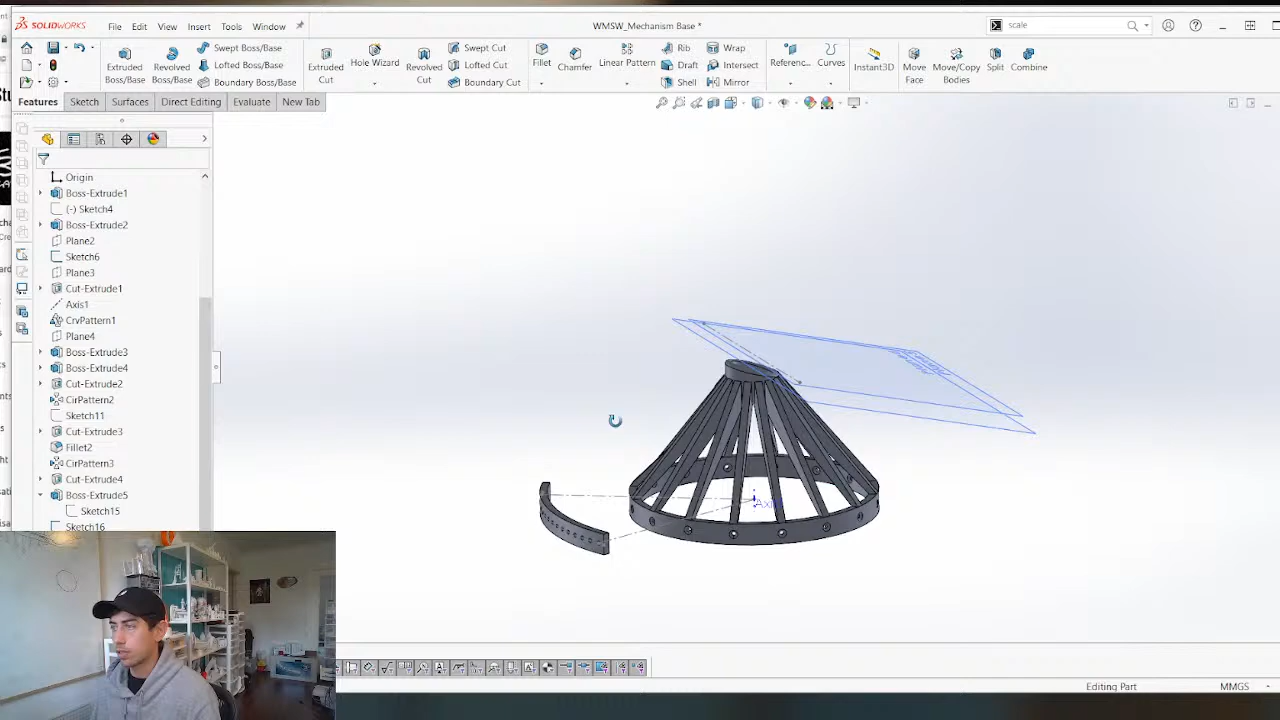 SOLIDWORKS File Edit View Insert Tools Window WMSW_Mechanism Base * scale
Extruded Boss/Base
Revolved Boss/Base
Swept Boss/Base
Lofted Boss/Base
Boundary Boss/Base
Extruded Cut
Hole Wizard
Revolved Cut
Swept Cut
Lofted Cut
Boundary Cut
Fillet
Chamfer
Linear Pattern
Rib
Draft
Shell
Wrap
Intersect
Mirror
Referenc...
Curves
Instant3D
Move Face
Move/Copy Bodies
Split
Combine
Features Sketch Surfaces Direct Editing Evaluate New Tab
Origin
Boss-Extrude1
(-) Sketch4
Boss-Extrude2
Plane2
Sketch6
Plane3
Cut-Extrude1
Axis1
CrvPattern1
Plane4
Boss-Extrude3
Boss-Extrude4
Cut-Extrude2
CirPattern2
Sketch11
Cut-Extrude3
Fillet2
CirPattern3
Cut-Extrude4
Boss-Extrude5
Sketch15
Sketch16
Editing Part MMGS